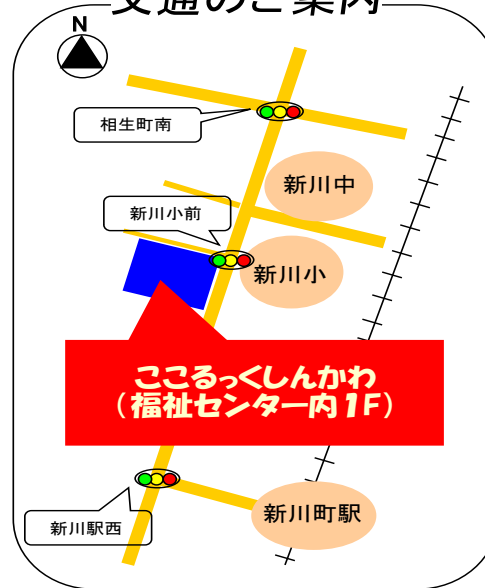 交通のご案内
N
相生町南
新川中
新川小前
新川小
ここるっくしんかわ
（福祉センター内1F）
新川駅西
新川町駅